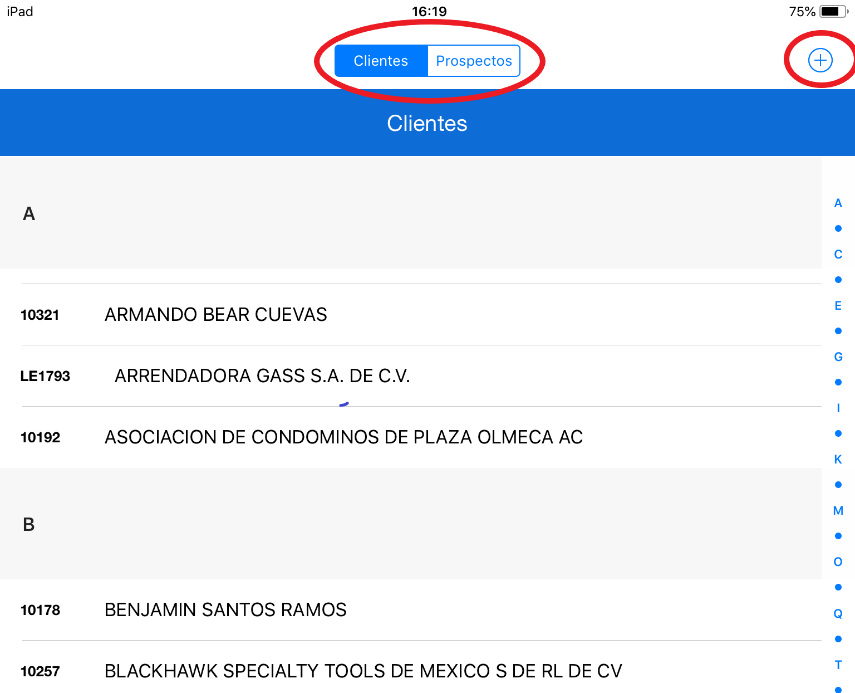 iPad 16:19 75%
Clientes Prospectos
Clientes
A
10321 ARMANDO BEAR CUEVAS
LE1793 ARRENDADORA GASS S.A. DE C.V.
10192 ASOCIACION DE CONDOMINOS DE PLAZA OLMECA AC
B
10178 BENJAMIN SANTOS RAMOS
10257 BLACKHAWK SPECIALTY TOOLS DE MEXICO S DE RL DE CV
A
C
E
G
I
K
M
O
Q
T